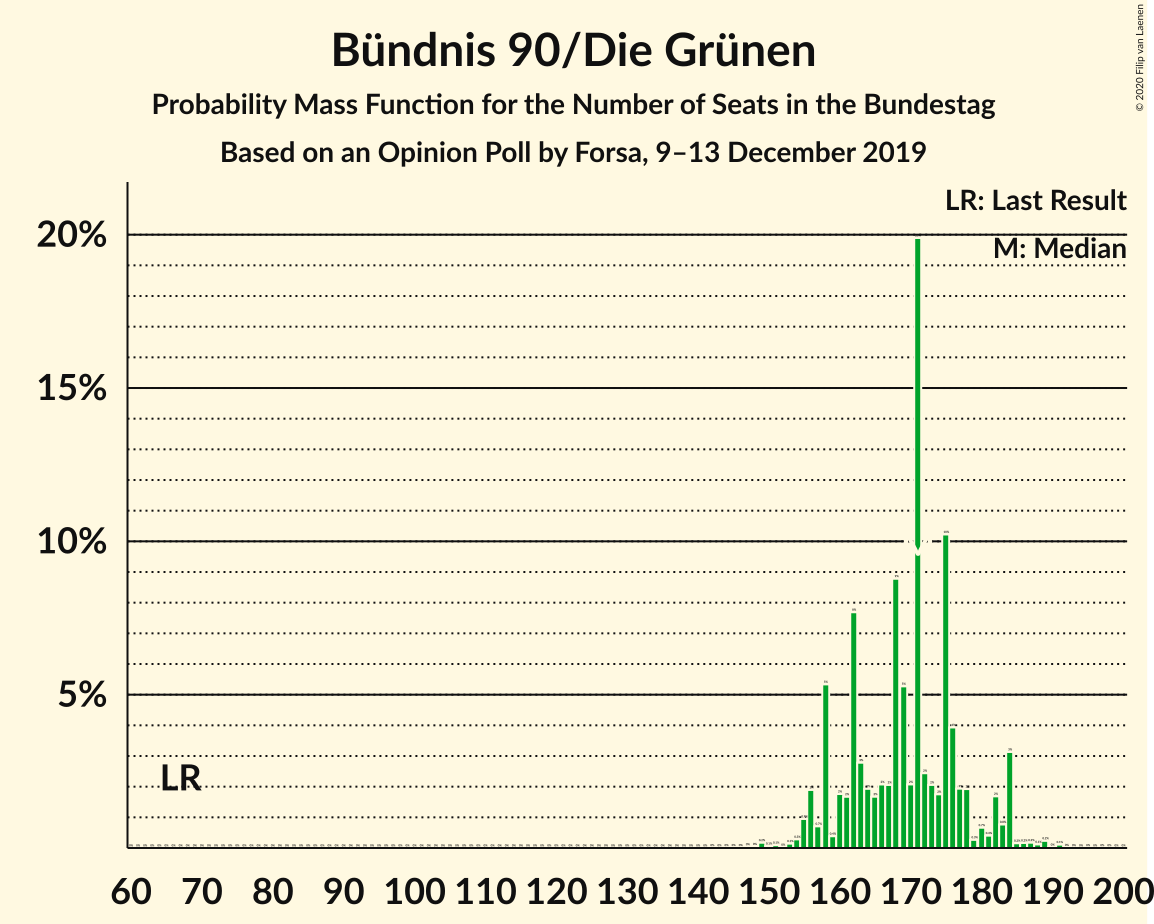 Bündnis 90/Die Grünen
Probability Mass Function for the Number of Seats in the Bundestag
Based on an Opinion Poll by Forsa, 9–13 December 2019
© 2020 Filip van Laenen
LR: Last Result
M: Median
20%
15%
10%
5%
LR
60 70 80 90 100 110 120 130 140 150 160 170 180 190 200